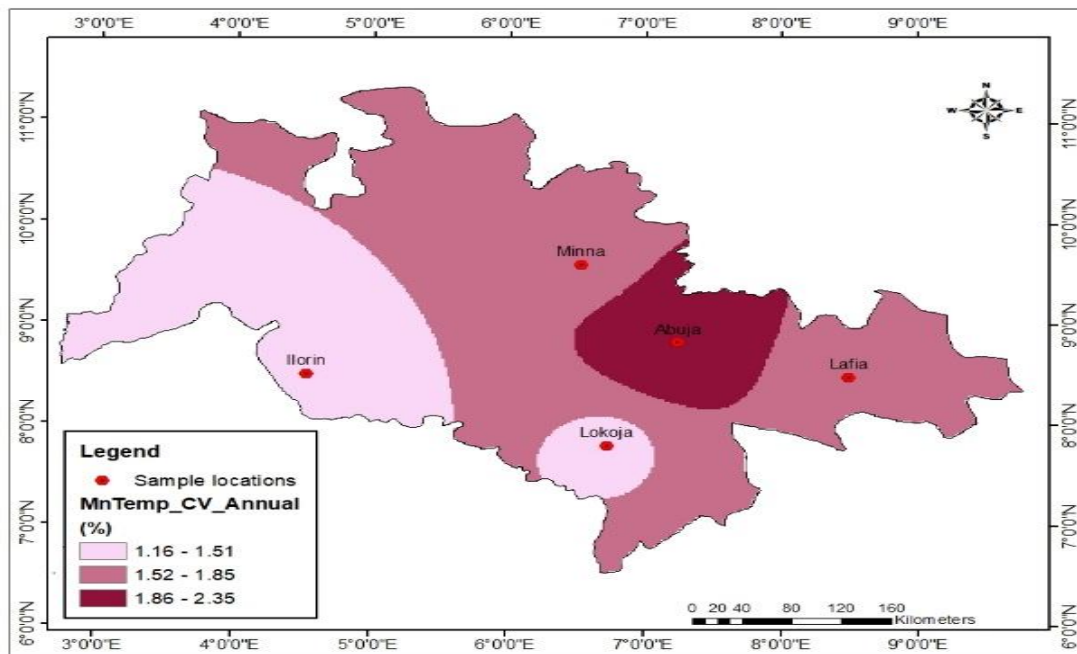 3°0'0"E 4°0'0"E 5°0'0"E 6°0'0"E 7°0'0"E 8°0'0"E 9°0'0"E
N
W E
S
11°0'0"N 11°0'0"N
10°0'0"N 10°0'0"N
Minna
9°0'0"N 9°0'0"N
Abuja
Ilorin
Lafia
8°0'0"N 8°0'0"N
Lokoja
Legend
Sample locations
MnTemp_CV_Annual
(%)
1.16 - 1.51
1.52 - 1.85
1.86 - 2.35
7°0'0"N 7°0'0"N
0 20 40 80 120 160
Kilometers
6°0'0"N 6°0'0"N
3°0'0"E 4°0'0"E 5°0'0"E 6°0'0"E 7°0'0"E 8°0'0"E 9°0'0"E